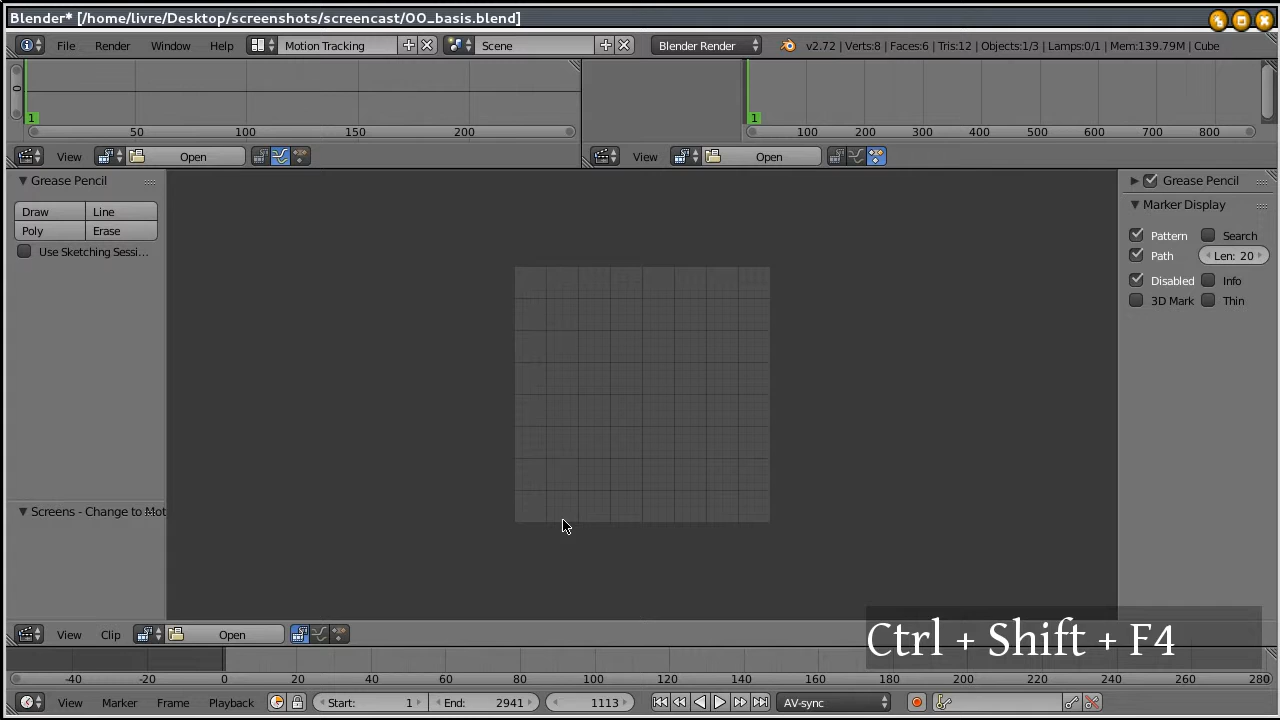 Blender* [/home/livre/Desktop/screenshots/screencast/OO_basis.blend]
File Render Window Help Motion Tracking Scene Blender Render v2.72 | Verts:8 | Faces:6 | Tris:12 | Objects:1/3 | Lamps:0/1 | Mem:139.79M | Cube
0
1 1
50 100 150 200 100 200 300 400 500 600 700 800
View Open View Open
Grease Pencil
Draw Line
Poly Erase
Use Sketching Sessi...
Grease Pencil
Marker Display
Pattern Search
Path Len: 20
Disabled Info
3D Mark Thin
Screens - Change to Mot
View Clip Open
Ctrl + Shift + F4
-40 -20 0 20 40 60 80 100 120 140 160 180 200 220 240 260 280
View Marker Frame Playback Start: 1 End: 2941 1113 AV-sync